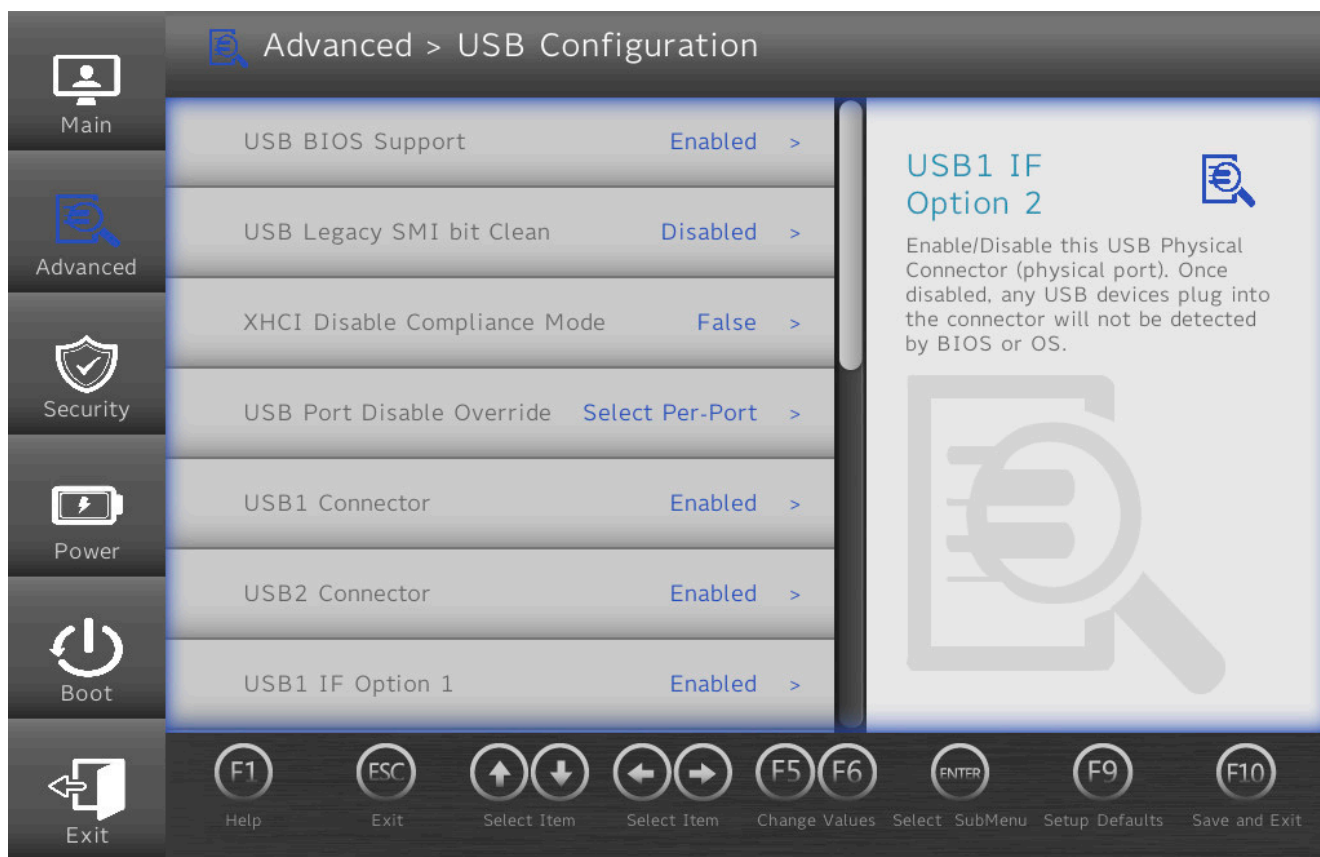 Advanced > USB Configuration
Main
Advanced
Security
Power
Boot
Exit
USB BIOS Support Enabled >
USB Legacy SMI bit Clean Disabled >
XHCI Disable Compliance Mode False >
USB Port Disable Override Select Per-Port >
USB1 Connector Enabled >
USB2 Connector Enabled >
USB1 IF Option 1 Enabled >
USB1 IF
Option 2
Enable/Disable this USB Physical
Connector (physical port). Once
disabled, any USB devices plug into
the connector will not be detected
by BIOS or OS.
F1 ESC F5 F6 ENTER F9 F10
Help Exit Select Item Select Item Change Values Select SubMenu Setup Defaults Save and Exit